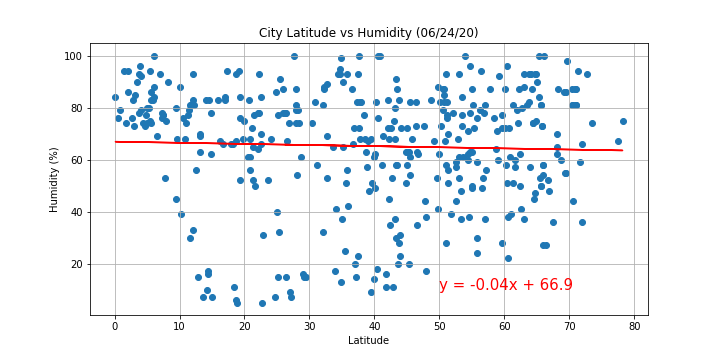 City Latitude vs Humidity (06/24/20)
100
80
60
40
20
Humidity (%)
y = -0.04x + 66.9
0 10 20 30 40 50 60 70 80
Latitude